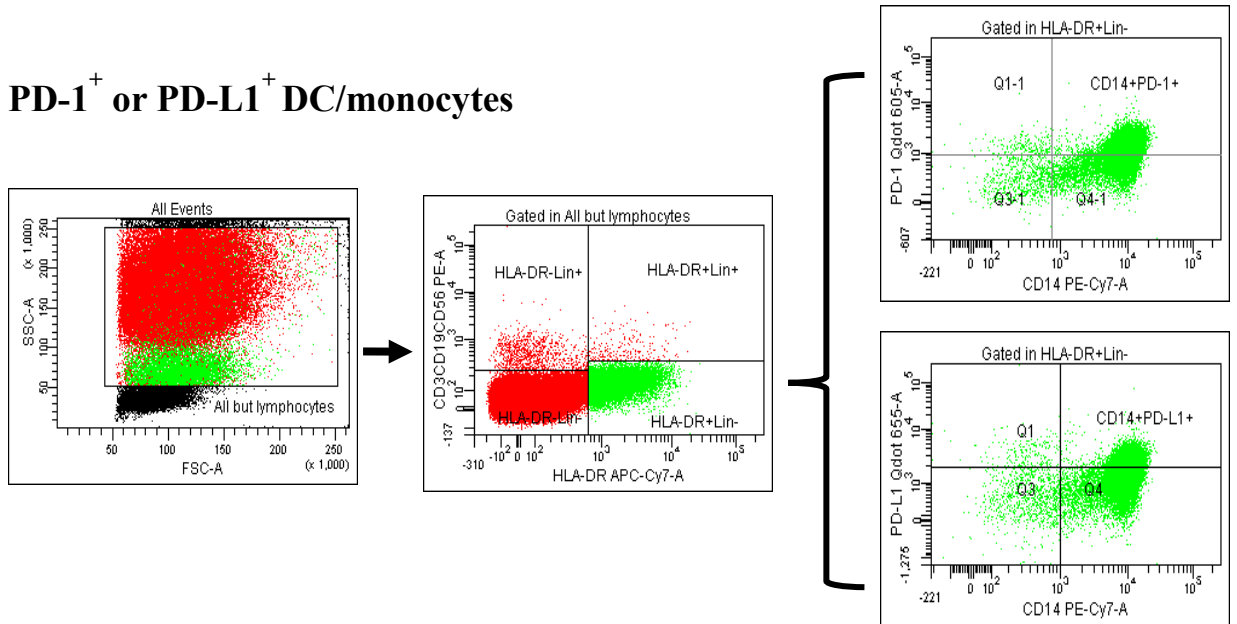 PD-1+ or PD-L1+ DC/monocytes
All Events
SSC-A
(x 1,000)
50 100 150 200 250
All but lymphocytes
50 100 150 200 250
FSC-A
(x 1,000)
Gated in All but lymphocytes
CD3CD19CD56 PE-A
-137 0 10^2 10^3 10^4 10^5
HLA-DR-Lin+
HLA-DR+Lin+
HLA-DR-Lin-
HLA-DR+Lin-
-310 -10^2 0 10^2 10^3 10^4 10^5
HLA-DR APC-Cy7-A
Gated in HLA-DR+Lin-
PD-1 Qdot 605-A
-607 0 10^3 10^4 10^5
Q1-1
CD14+PD-1+
Q3-1
Q4-1
-221 0 10^2 10^3 10^4 10^5
CD14 PE-Cy7-A
Gated in HLA-DR+Lin-
PD-L1 Qdot 655-A
-1,275 0 10^3 10^4 10^5
Q1
CD14+PD-L1+
Q3
Q4
-221 0 10^2 10^3 10^4 10^5
CD14 PE-Cy7-A